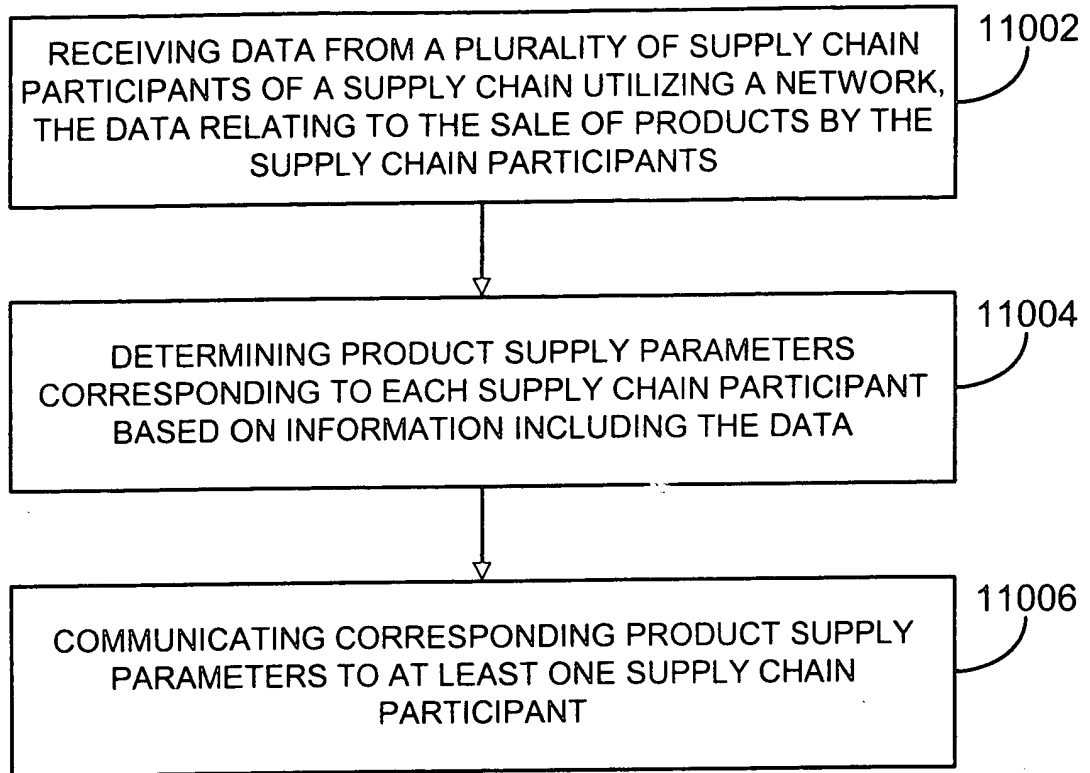 RECEIVING DATA FROM A PLURALITY OF SUPPLY CHAIN
PARTICIPANTS OF A SUPPLY CHAIN UTILIZING A NETWORK,
THE DATA RELATING TO THE SALE OF PRODUCTS BY THE
SUPPLY CHAIN PARTICIPANTS
11002
DETERMINING PRODUCT SUPPLY PARAMETERS
CORRESPONDING TO EACH SUPPLY CHAIN PARTICIPANT
BASED ON INFORMATION INCLUDING THE DATA
11004
COMMUNICATING CORRESPONDING PRODUCT SUPPLY
PARAMETERS TO AT LEAST ONE SUPPLY CHAIN
PARTICIPANT
11006